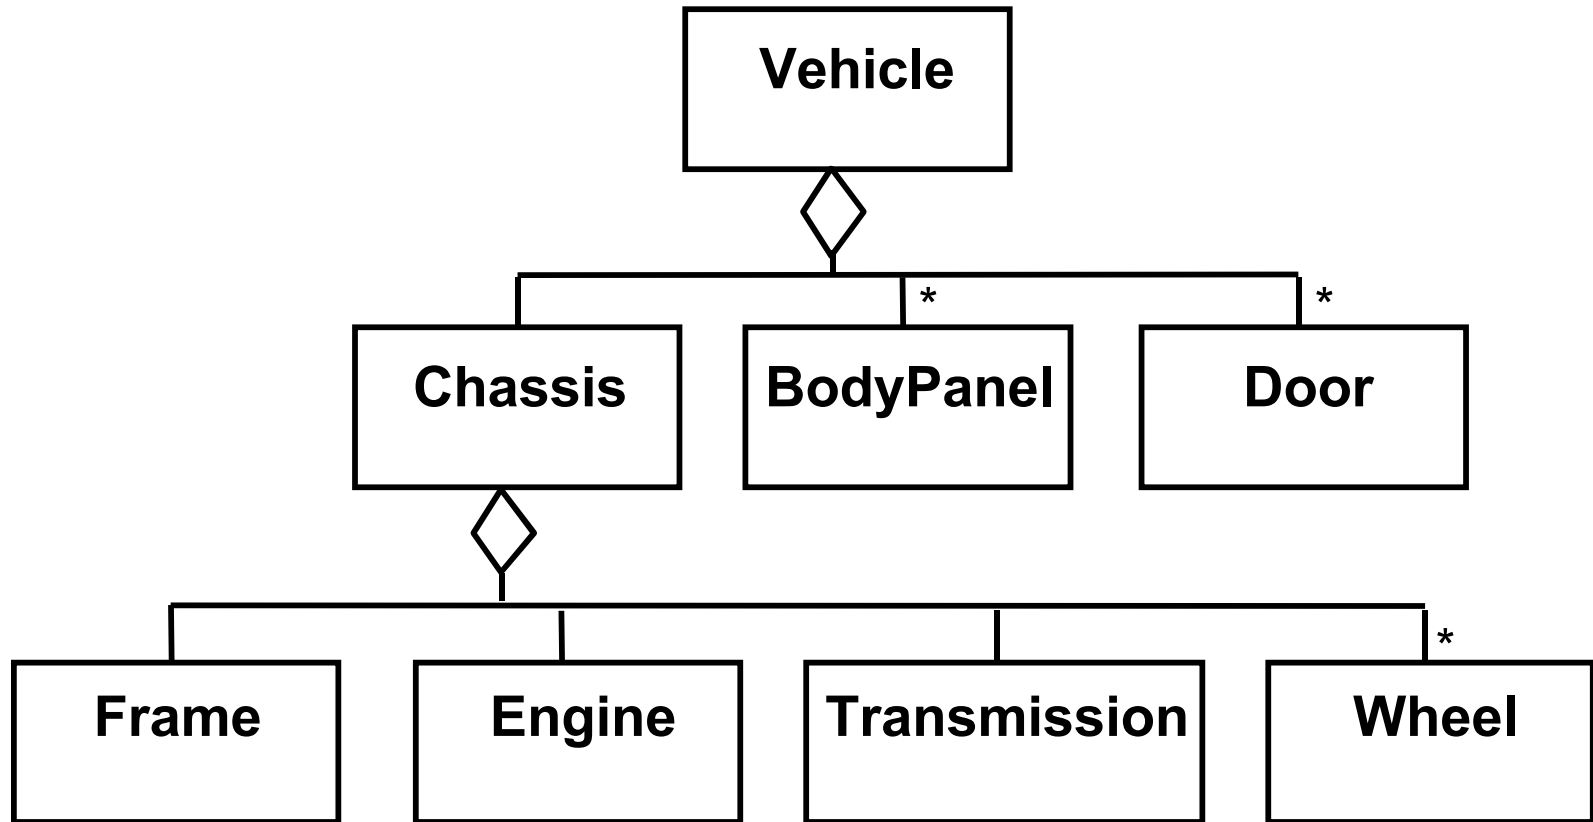 Vehicle
* *
Chassis BodyPanel Door
*
Frame Engine Transmission Wheel